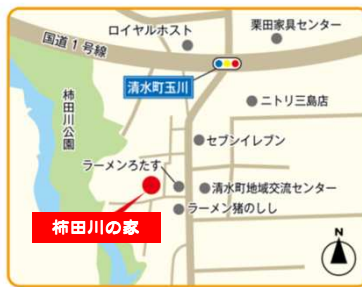 ロイヤルホスト
栗田家具センター
国道1号線
清水町玉川
ニトリ三島店
柿田川公園
セブンイレブン
ラーメンろたす
清水町地域交流センター
ラーメン猪のしし
柿田川の家
N